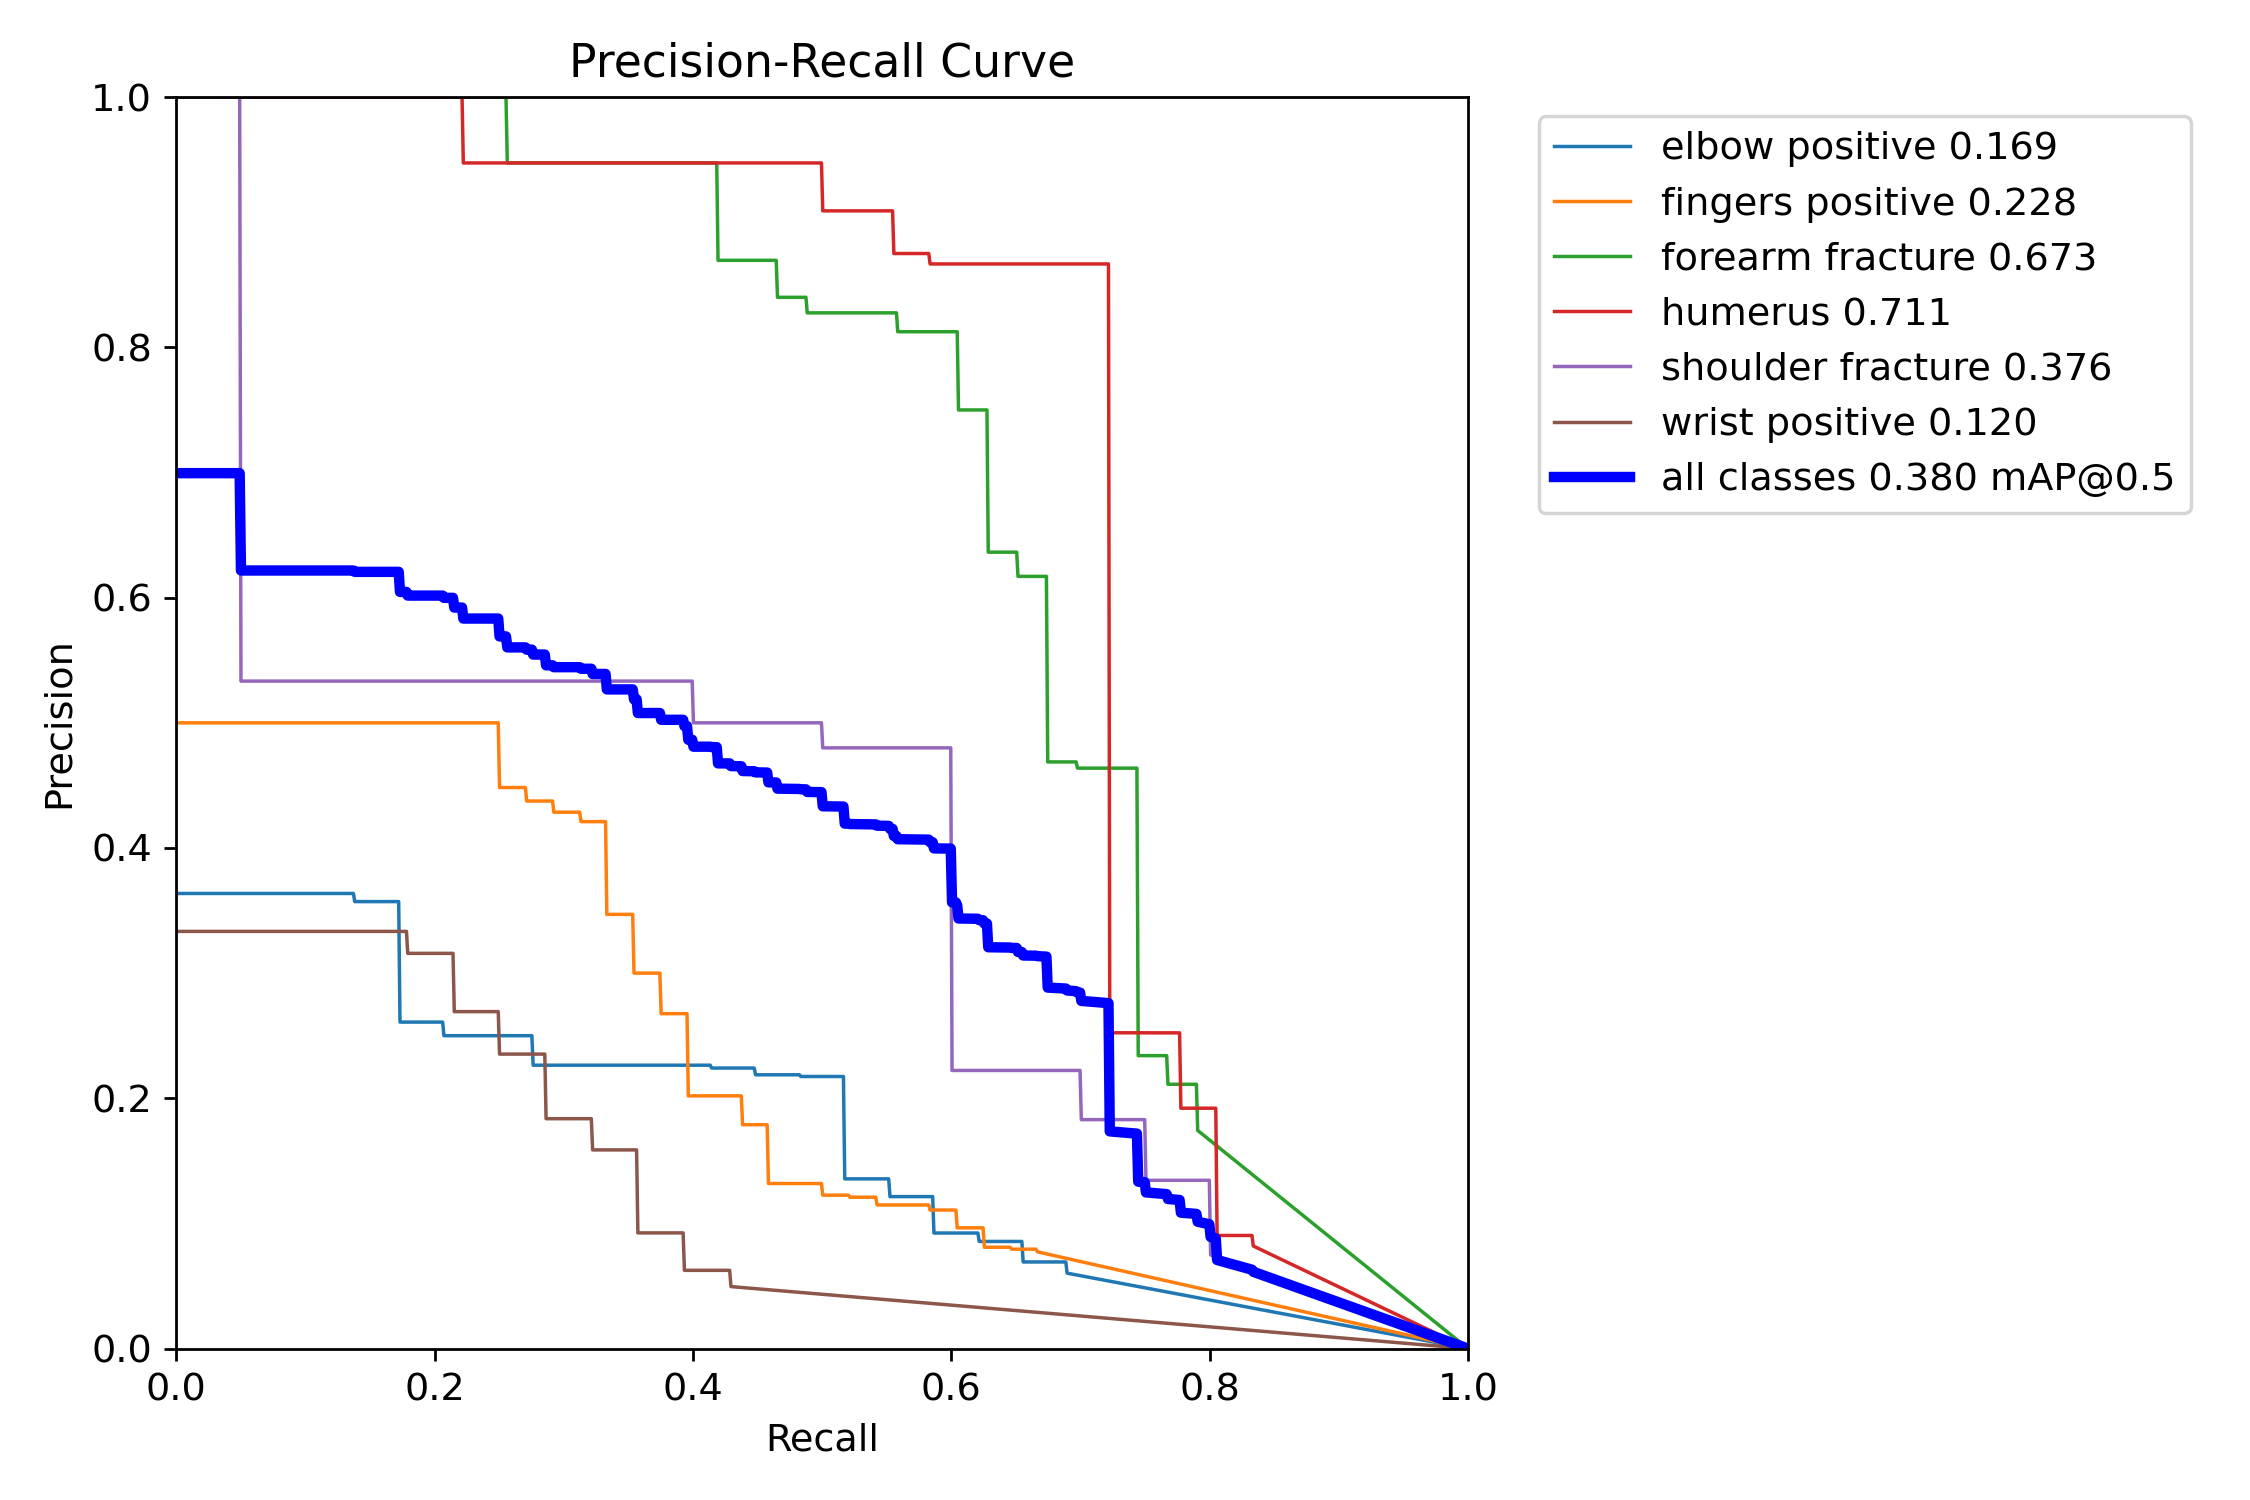 Precision-Recall Curve
1.0
0.8
0.6
0.4
0.2
0.0
Precision
0.0 0.2 0.4 0.6 0.8 1.0
Recall
elbow positive 0.169
fingers positive 0.228
forearm fracture 0.673
humerus 0.711
shoulder fracture 0.376
wrist positive 0.120
all classes 0.380 mAP@0.5